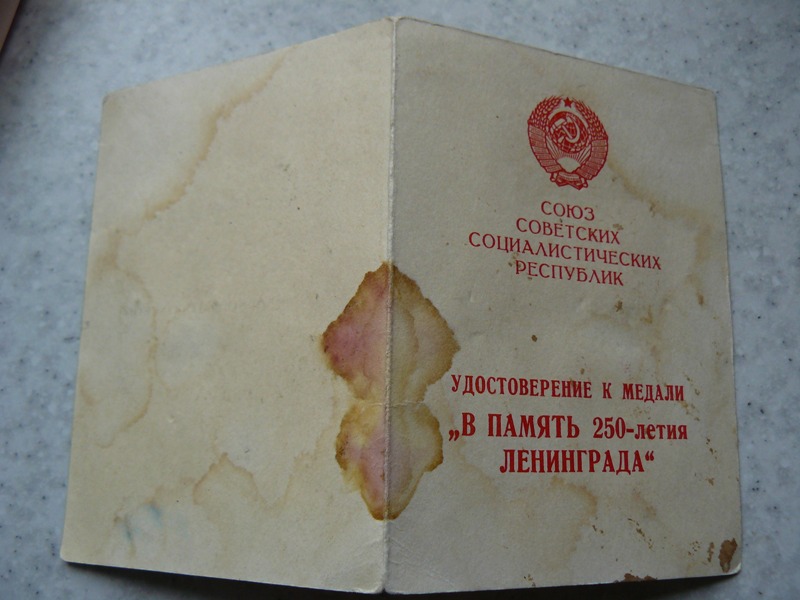 СОЮЗ
СОВЕТСКИХ
СОЦИАЛИСТИЧЕСКИХ
РЕСПУБЛИК
УДОСТОВЕРЕНИЕ К МЕДАЛИ
„В ПАМЯТЬ 250-летия
ЛЕНИНГРАДА“